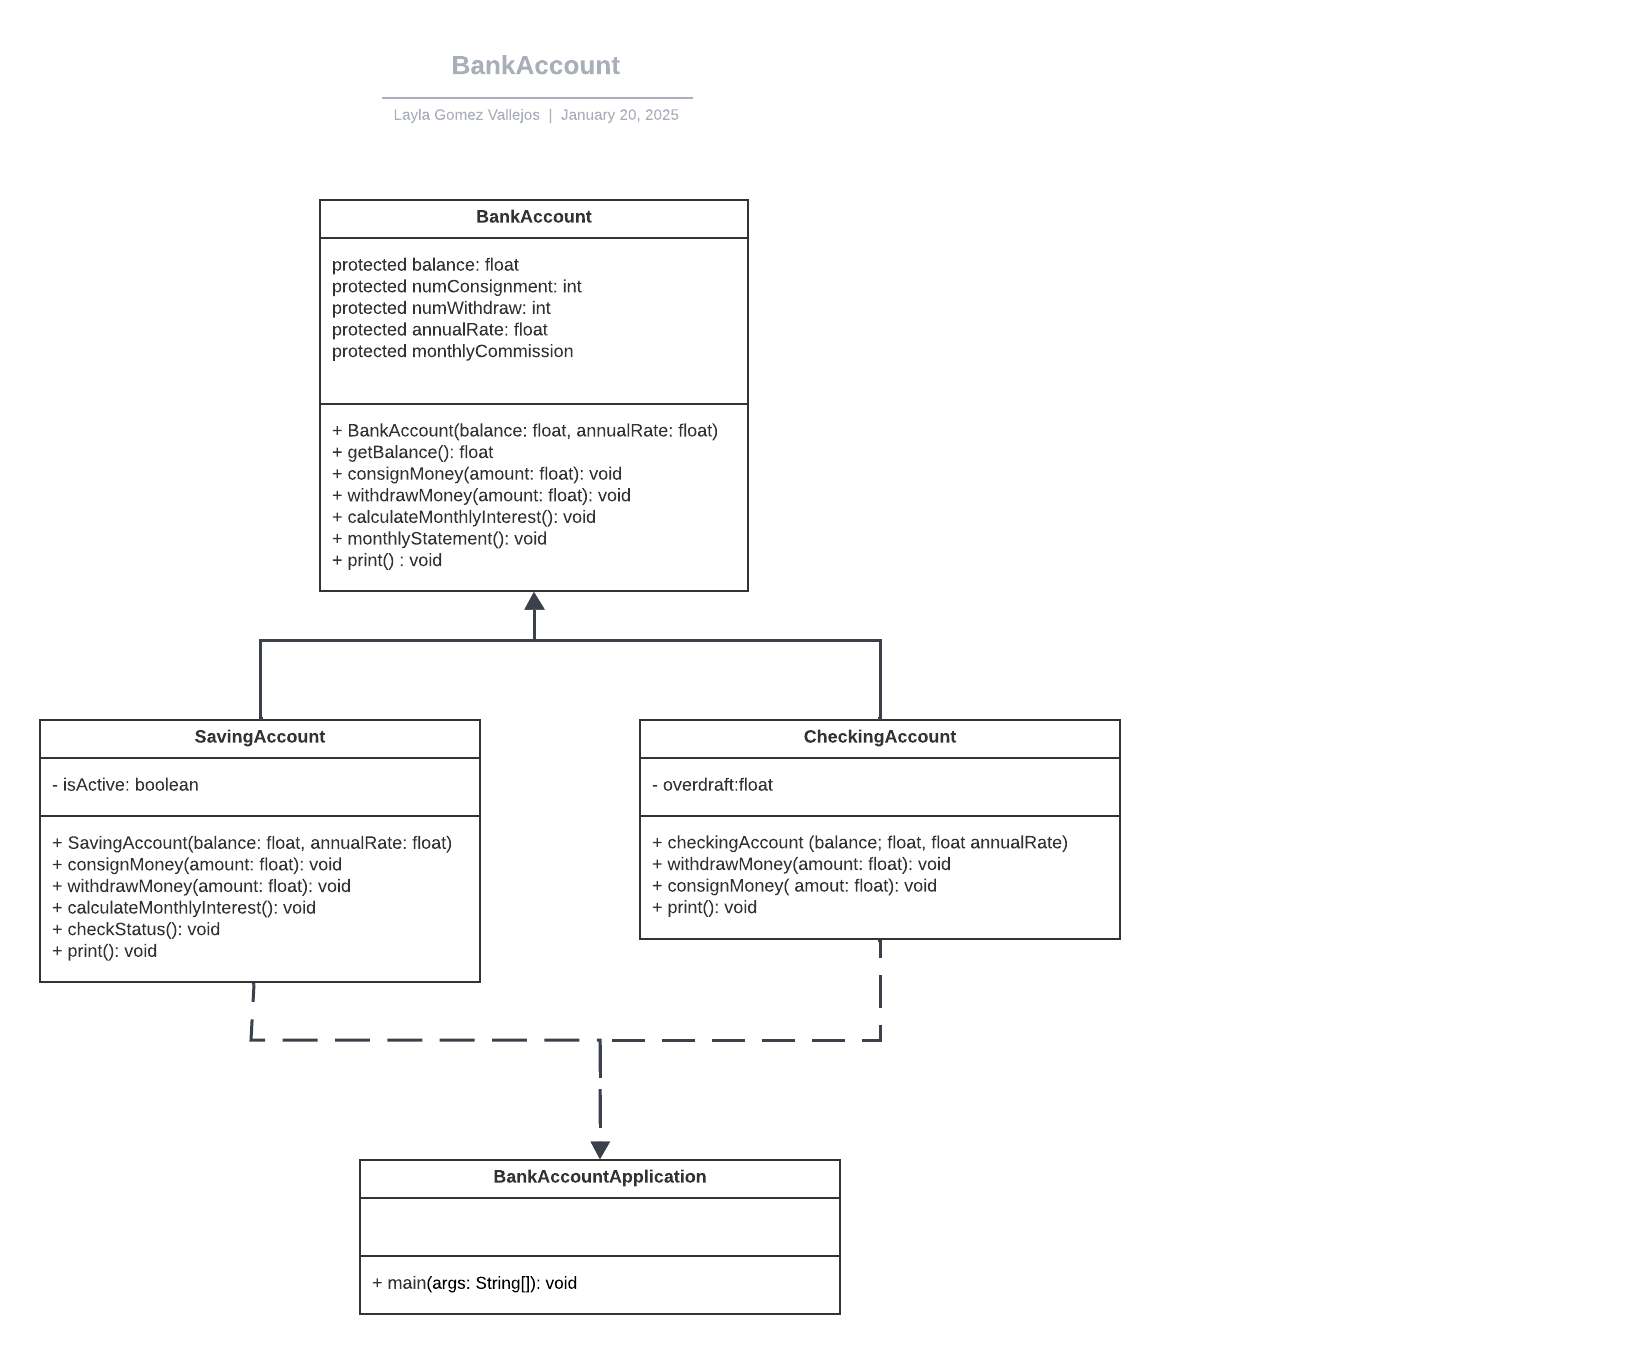 BankAccount
Layla Gomez Vallejos | January 20, 2025
BankAccount
protected balance: float
protected numConsignment: int
protected numWithdraw: int
protected annualRate: float
protected monthlyCommission
+ BankAccount(balance: float, annualRate: float)
+ getBalance(): float
+ consignMoney(amount: float): void
+ withdrawMoney(amount: float): void
+ calculateMonthlyInterest(): void
+ monthlyStatement(): void
+ print() : void
SavingAccount
- isActive: boolean
+ SavingAccount(balance: float, annualRate: float)
+ consignMoney(amount: float): void
+ withdrawMoney(amount: float): void
+ calculateMonthlyInterest(): void
+ checkStatus(): void
+ print(): void
CheckingAccount
- overdraft:float
+ checkingAccount (balance; float, float annualRate)
+ withdrawMoney(amount: float): void
+ consignMoney( amout: float): void
+ print(): void
BankAccountApplication
+ main(args: String[]): void